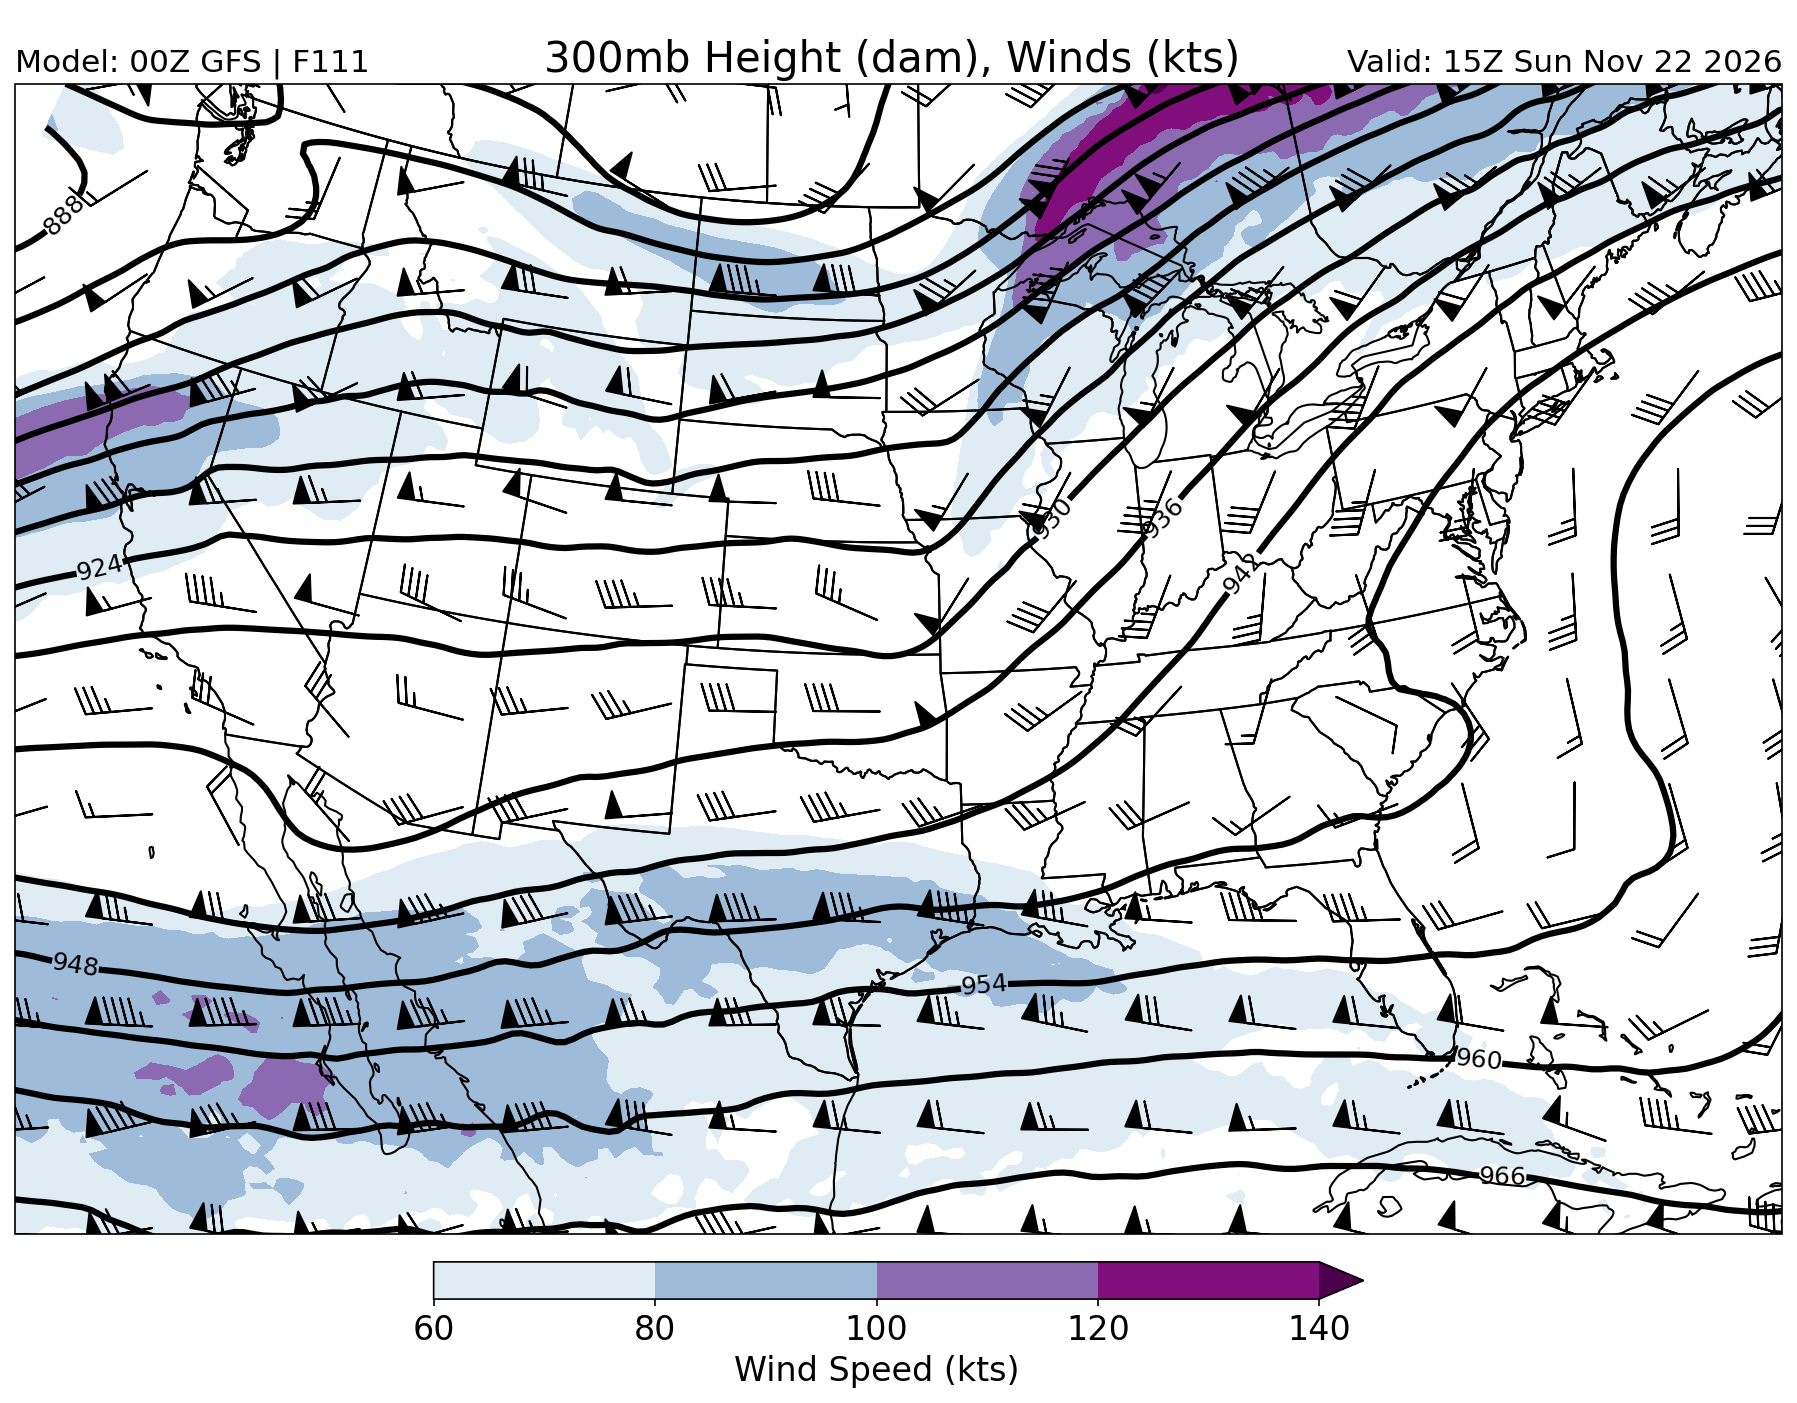 Model: 00Z GFS | F111
300mb Height (dam), Winds (kts)
Valid: 15Z Sun Nov 22 2026
888
930
936
924
942
948
954
960
966
60 80 100 120 140
Wind Speed (kts)